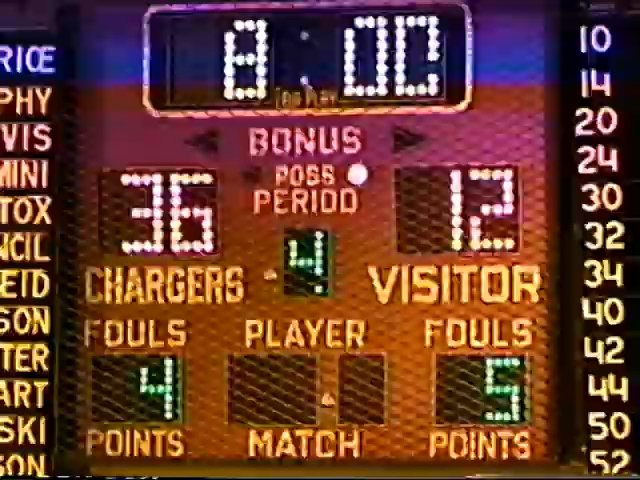 8:00
RICE 10
PHY 14
BONUS
VIS 20
POSS
MINI 24
PERIOD
TOX 30
36 4 12
NCIL 32
CHARGERS VISITOR
EID 34
SON 40
FOULS PLAYER FOULS
TER 42
4 5
ART 44
SKI 50
POINTS MATCH POINTS
SON 52